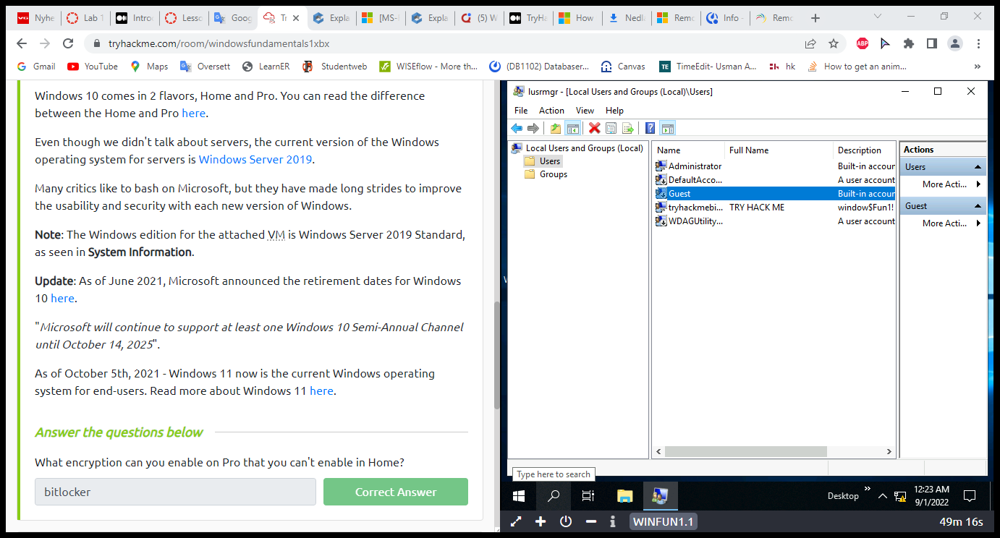 Nyhe
Lab 1
Introd
Lesso
Goog
Tr
Expla
[MS-
Expla
(5) W
TryHa
How
Nedla
Remo
Info -
Remo
tryhackme.com/room/windowsfundamentals1xbx
ABP
Gmail
YouTube
Maps
Oversett
LearnER
Studentweb
WISEflow - More th...
(DB1102) Databaser...
Canvas
TE
TimeEdit- Usman A...
hk
How to get an anim...
Windows 10 comes in 2 flavors, Home and Pro. You can read the difference
between the Home and Pro here.
Even though we didn't talk about servers, the current version of the Windows
operating system for servers is Windows Server 2019.
Many critics like to bash on Microsoft, but they have made long strides to improve
the usability and security with each new version of Windows.
Note: The Windows edition for the attached VM is Windows Server 2019 Standard,
as seen in System Information.
Update: As of June 2021, Microsoft announced the retirement dates for Windows
10 here.
"Microsoft will continue to support at least one Windows 10 Semi-Annual Channel
until October 14, 2025".
As of October 5th, 2021 - Windows 11 now is the current Windows operating
system for end-users. Read more about Windows 11 here.
Answer the questions below
What encryption can you enable on Pro that you can't enable in Home?
bitlocker
Correct Answer
lusrmgr - [Local Users and Groups (Local)\Users]
File Action View Help
Local Users and Groups (Local)
Users
Groups
Name Full Name Description
Administrator Built-in accour
DefaultAcco... A user account
Guest Built-in accour
tryhackmebi... TRY HACK ME window$Fun1!
WDAGUtility... A user account
Actions
Users
More Acti...
Guest
More Acti...
Type here to search
Desktop
12:23 AM
9/1/2022
WINFUN1.1
49m 16s